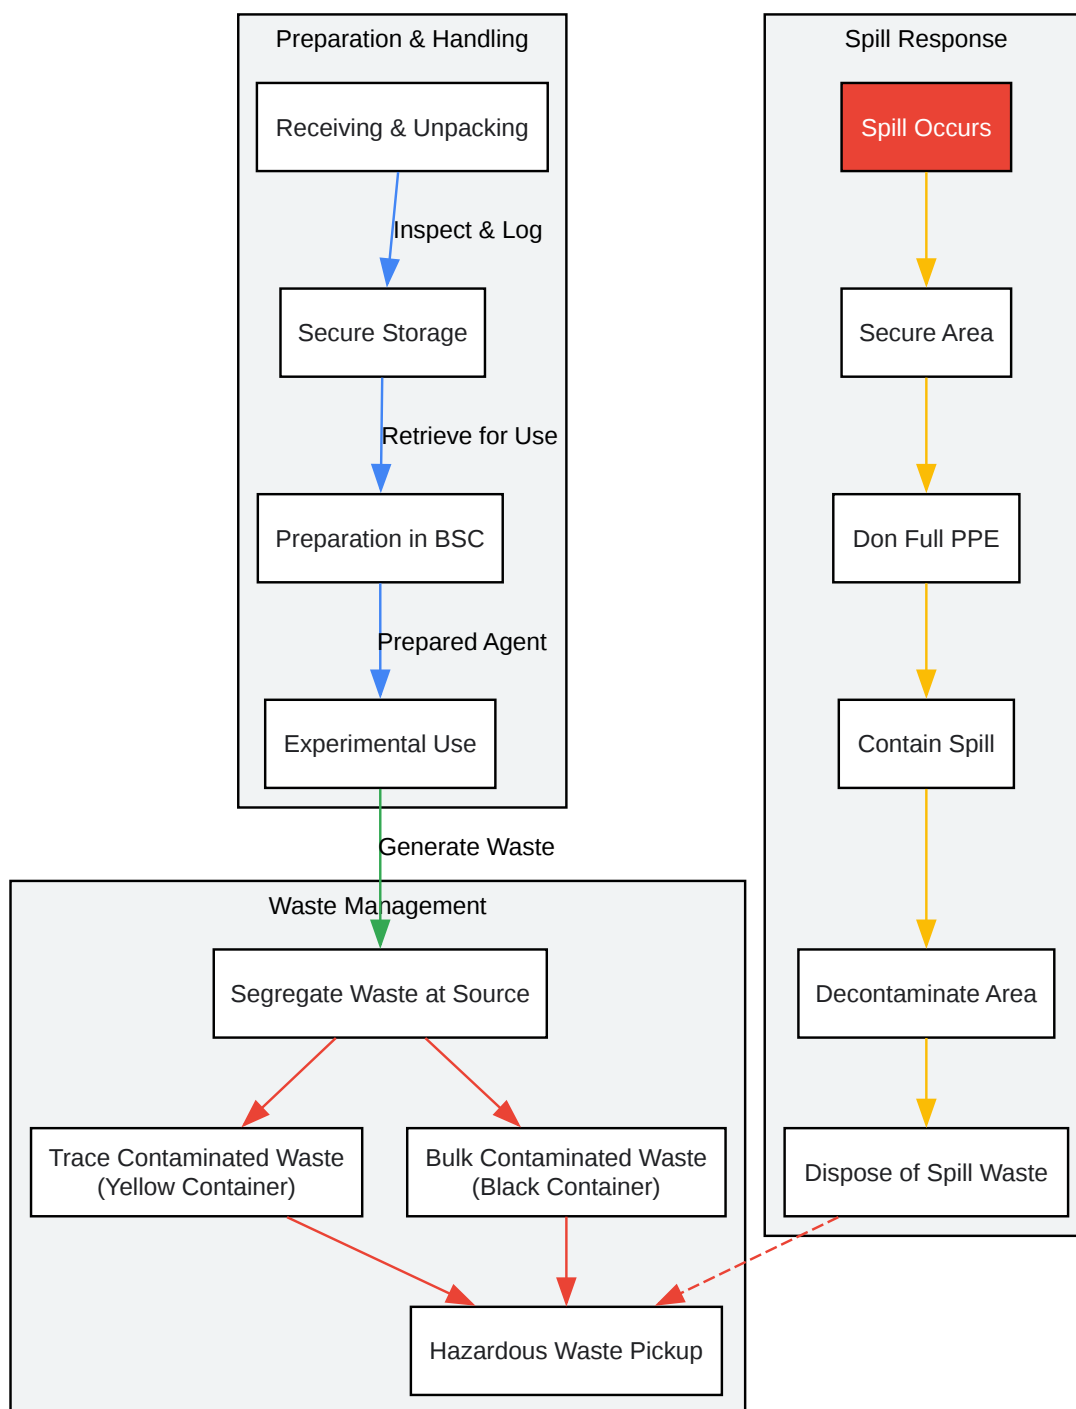 Preparation & Handling
Receiving & Unpacking
Inspect & Log
Secure Storage
Retrieve for Use
Preparation in BSC
Prepared Agent
Experimental Use
Generate Waste
Waste Management
Segregate Waste at Source
Trace Contaminated Waste
(Yellow Container)
Bulk Contaminated Waste
(Black Container)
Hazardous Waste Pickup
Spill Response
Spill Occurs
Secure Area
Don Full PPE
Contain Spill
Decontaminate Area
Dispose of Spill Waste